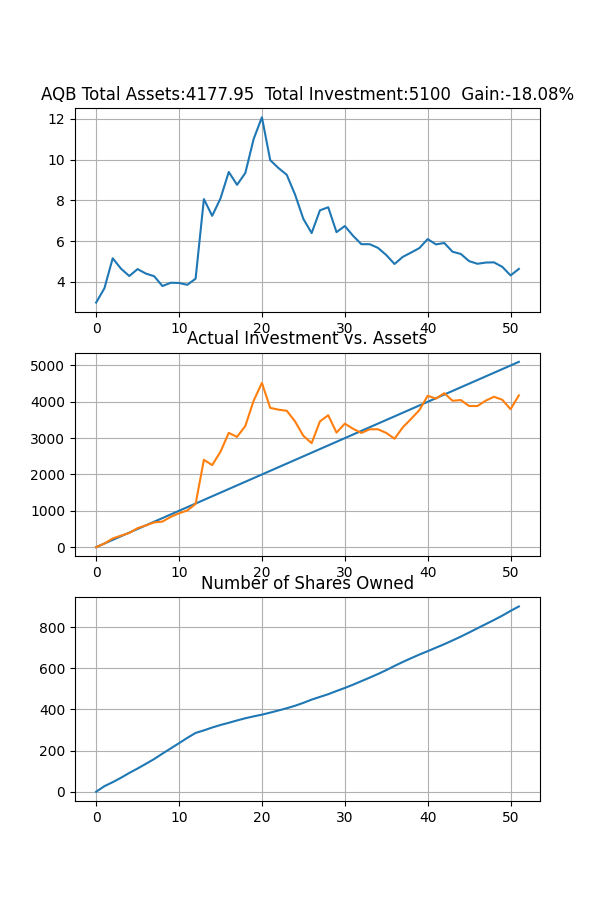 AQB Total Assets:4177.95  Total Investment:5100  Gain:-18.08%
12
10
8
6
4
0 10 20 30 40 50
Actual Investment vs. Assets
5000
4000
3000
2000
1000
0
0 10 20 30 40 50
Number of Shares Owned
800
600
400
200
0
0 10 20 30 40 50